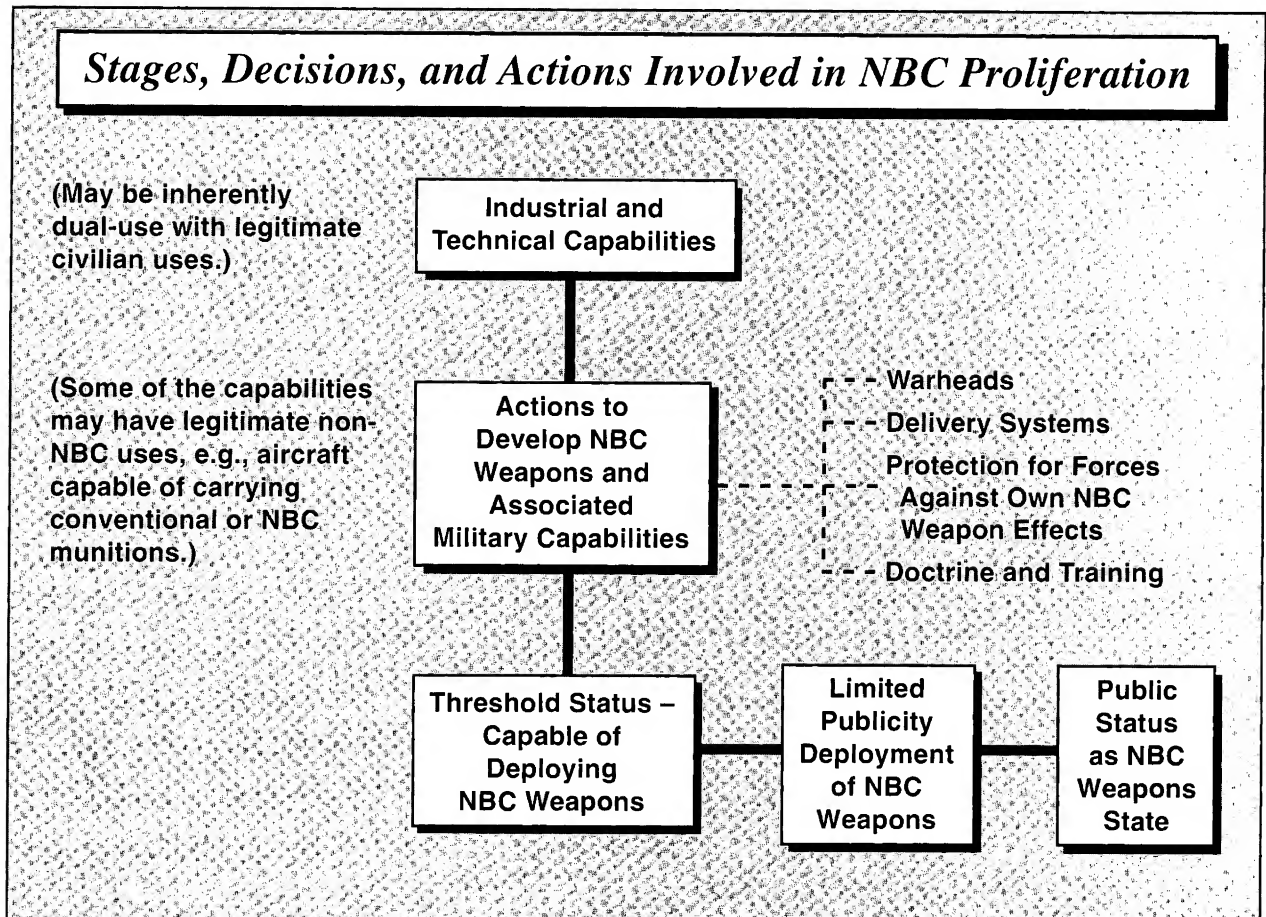 Stages, Decisions, and Actions Involved in NBC Proliferation
(May be inherently
dual-use with legitimate
civilian uses.)
Industrial and
Technical Capabilities
(Some of the capabilities
may have legitimate non-
NBC uses, e.g., aircraft
capable of carrying
conventional or NBC
munitions.)
Actions to
Develop NBC
Weapons and
Associated
Military Capabilities
Warheads
Delivery Systems
Protection for Forces
Against Own NBC
Weapon Effects
Doctrine and Training
Threshold Status –
Capable of
Deploying
NBC Weapons
Limited
Publicity
Deployment
of NBC
Weapons
Public
Status
as NBC
Weapons
State